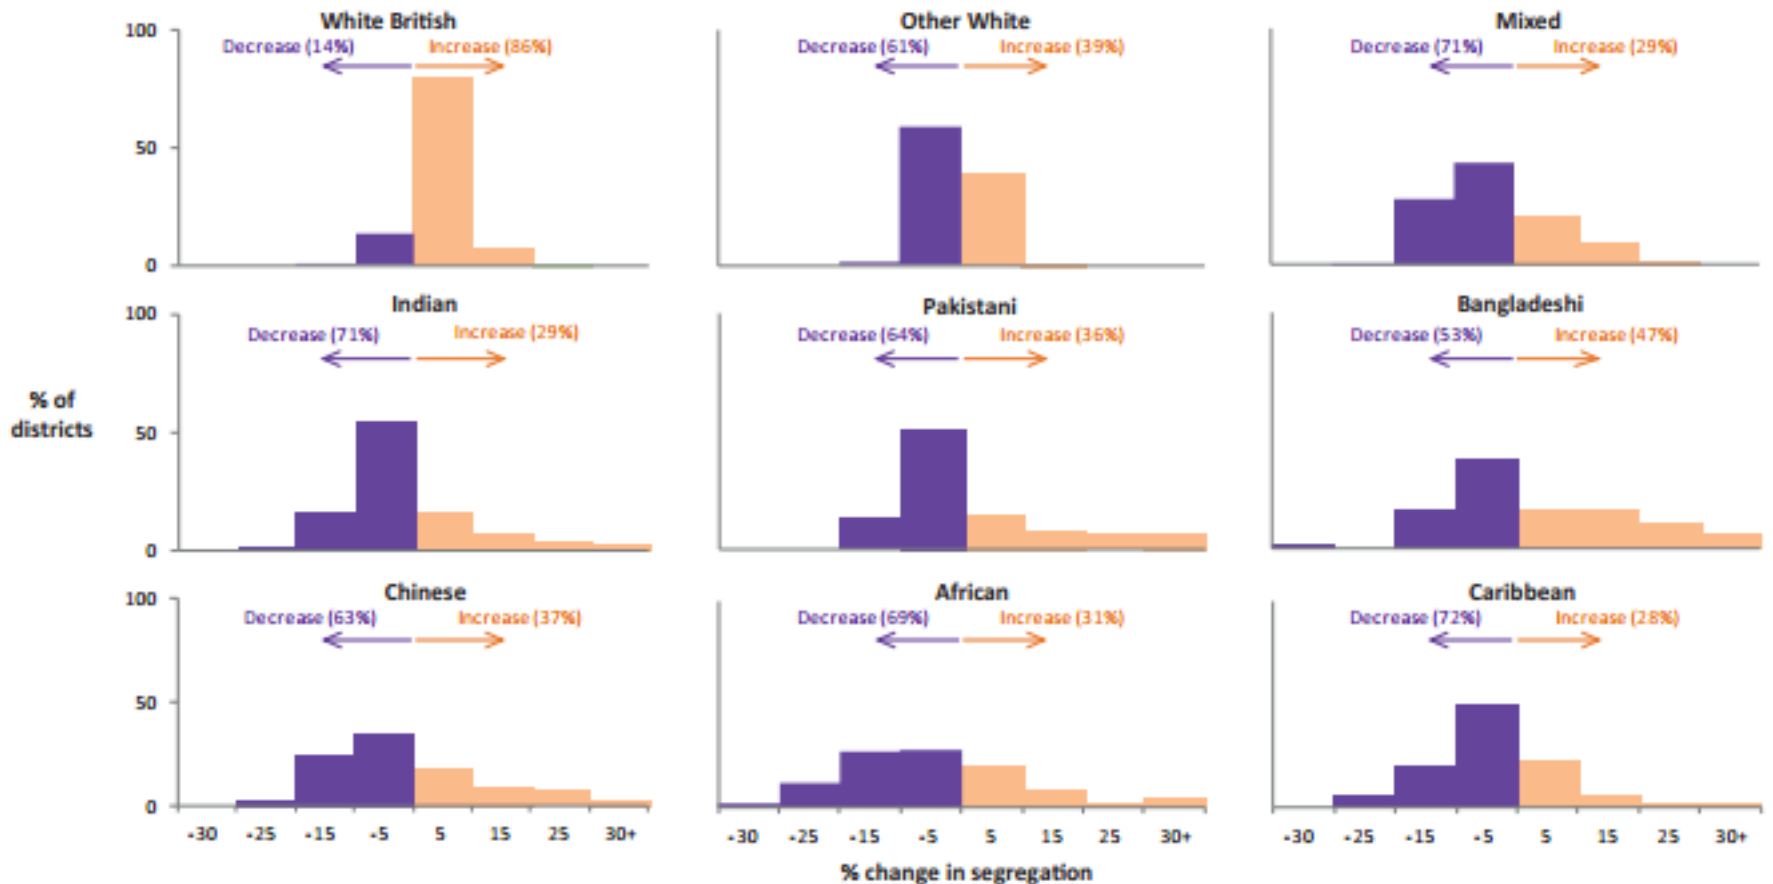 White British
Other White
Mixed
100
Decrease (14%)
Increase (86%)
Decrease (61%)
Increase (39%)
Decrease (71%)
Increase (29%)
50
0
Indian
Pakistani
Bangladeshi
100
Decrease (71%)
Increase (29%)
Decrease (64%)
Increase (36%)
Decrease (53%)
Increase (47%)
% of
districts
50
0
Chinese
African
Caribbean
100
Decrease (63%)
Increase (37%)
Decrease (69%)
Increase (31%)
Decrease (72%)
Increase (28%)
50
0
-30 -25 -15 -5 5 15 25 30+
-30 -25 -15 -5 5 15 25 30+
-30 -25 -15 -5 5 15 25 30+
% change in segregation